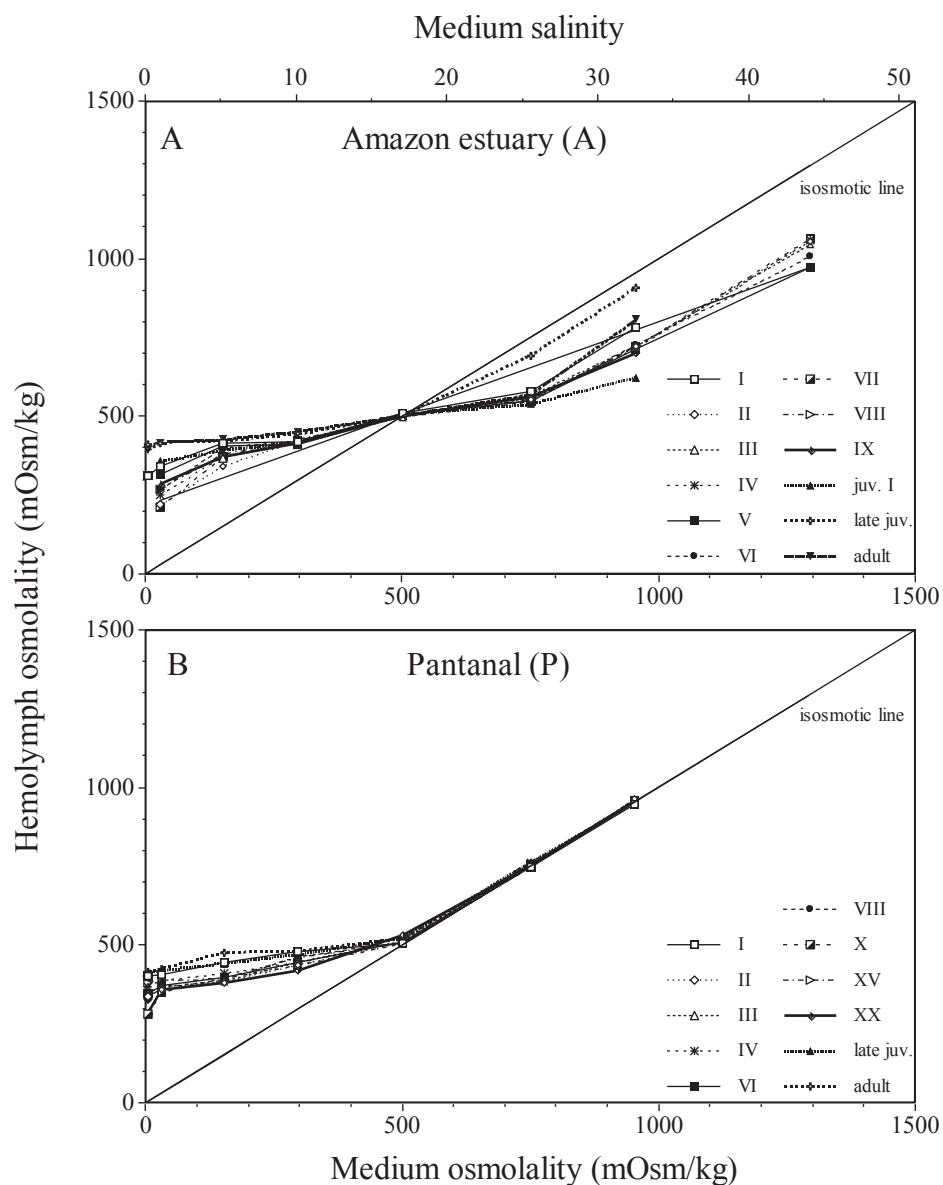 Medium salinity
0 10 20 30 40 50
1500
A Amazon estuary (A)
isosmotic line
1000
I VII
II VIII
500
III IX
IV juv. I
V late juv.
VI adult
0
0 500 1000 1500
Hemolymph osmolality (mOsm/kg)
1500
B Pantanal (P)
isosmotic line
1000
VIII
500
I X
II XV
III XX
IV late juv.
VI adult
0
0 500 1000 1500
Medium osmolality (mOsm/kg)